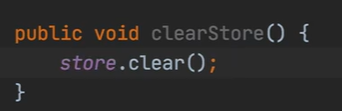 public void clearStore() {
    store.clear();
}